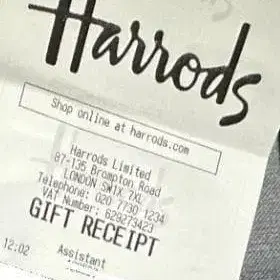 Harrods
Shop online at harrods.com
Harrods Limited
87-135 Brompton Road
LONDON SW1X 7XL
Telephone: 020 7730 1234
VAT Number: 629273423
GIFT RECEIPT
12:02 Assistant